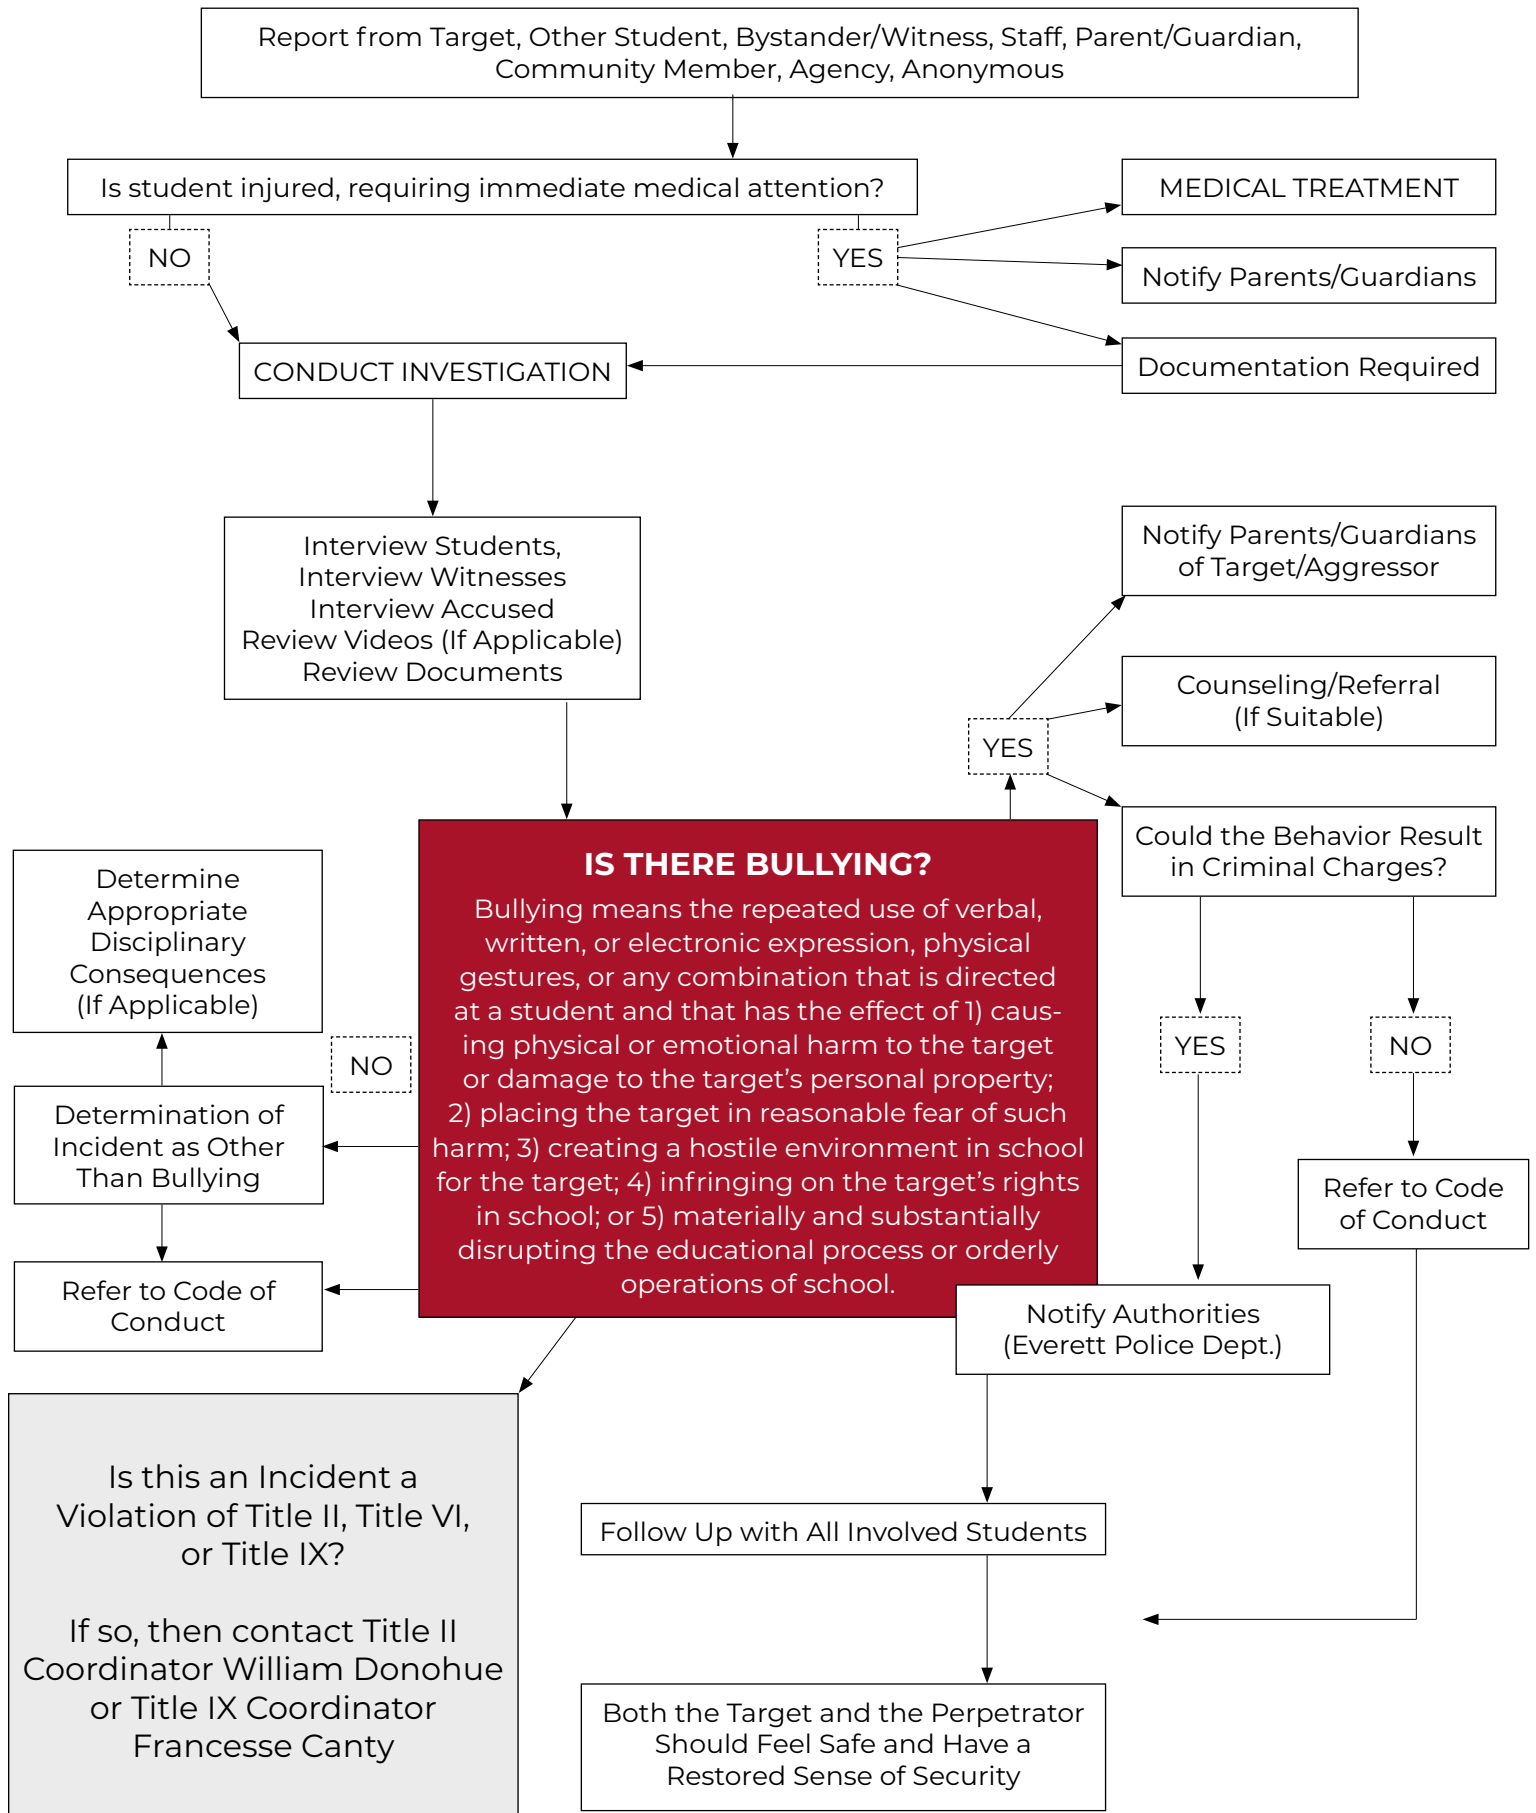 Report from Target, Other Student, Bystander/Witness, Staff, Parent/Guardian,
Community Member, Agency, Anonymous
Is student injured, requiring immediate medical attention?
NO
YES
MEDICAL TREATMENT
Notify Parents/Guardians
Documentation Required
CONDUCT INVESTIGATION
Interview Students,
Interview Witnesses
Interview Accused
Review Videos (If Applicable)
Review Documents
Notify Parents/Guardians
of Target/Aggressor
YES
Counseling/Referral
(If Suitable)
Could the Behavior Result
in Criminal Charges?
IS THERE BULLYING?
Bullying means the repeated use of verbal,
written, or electronic expression, physical
gestures, or any combination that is directed
at a student and that has the effect of 1) caus-
ing physical or emotional harm to the target
or damage to the target’s personal property;
2) placing the target in reasonable fear of such
harm; 3) creating a hostile environment in school
for the target; 4) infringing on the target’s rights
in school; or 5) materially and substantially
disrupting the educational process or orderly
operations of school.
Determine
Appropriate
Disciplinary
Consequences
(If Applicable)
NO
Determination of
Incident as Other
Than Bullying
Refer to Code of
Conduct
YES
NO
Refer to Code
of Conduct
Notify Authorities
(Everett Police Dept.)
Is this an Incident a
Violation of Title II, Title VI,
or Title IX?
If so, then contact Title II
Coordinator William Donohue
or Title IX Coordinator
Francesse Canty
Follow Up with All Involved Students
Both the Target and the Perpetrator
Should Feel Safe and Have a
Restored Sense of Security